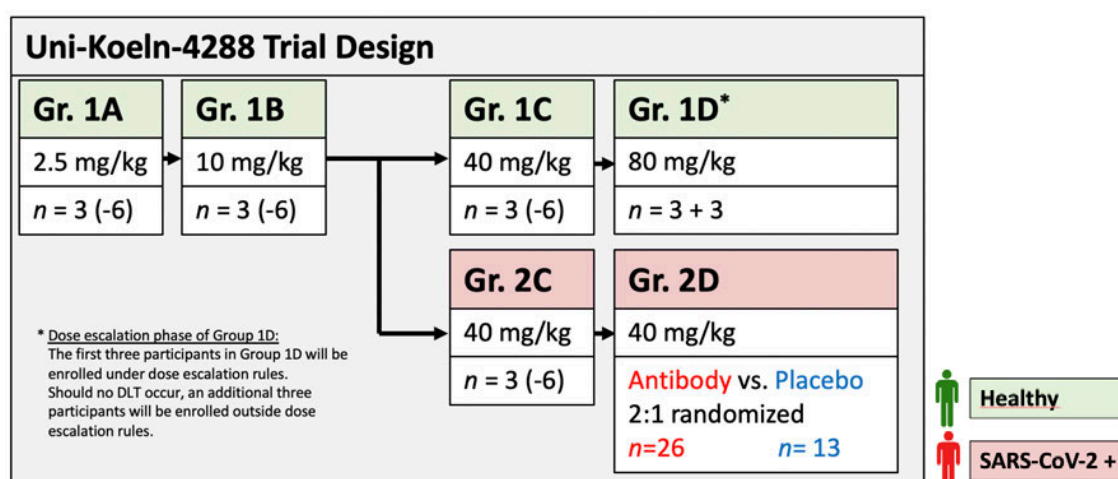 Uni-Koeln-4288 Trial Design
Gr. 1A
2.5 mg/kg
n = 3 (-6)
Gr. 1B
10 mg/kg
n = 3 (-6)
Gr. 1C
40 mg/kg
n = 3 (-6)
Gr. 1D*
80 mg/kg
n = 3 + 3
Gr. 2C
40 mg/kg
n = 3 (-6)
Gr. 2D
40 mg/kg
Antibody vs. Placebo
2:1 randomized
n=26 n= 13
* Dose escalation phase of Group 1D:
The first three participants in Group 1D will be
enrolled under dose escalation rules.
Should no DLT occur, an additional three
participants will be enrolled outside dose
escalation rules.
Healthy
SARS-CoV-2 +